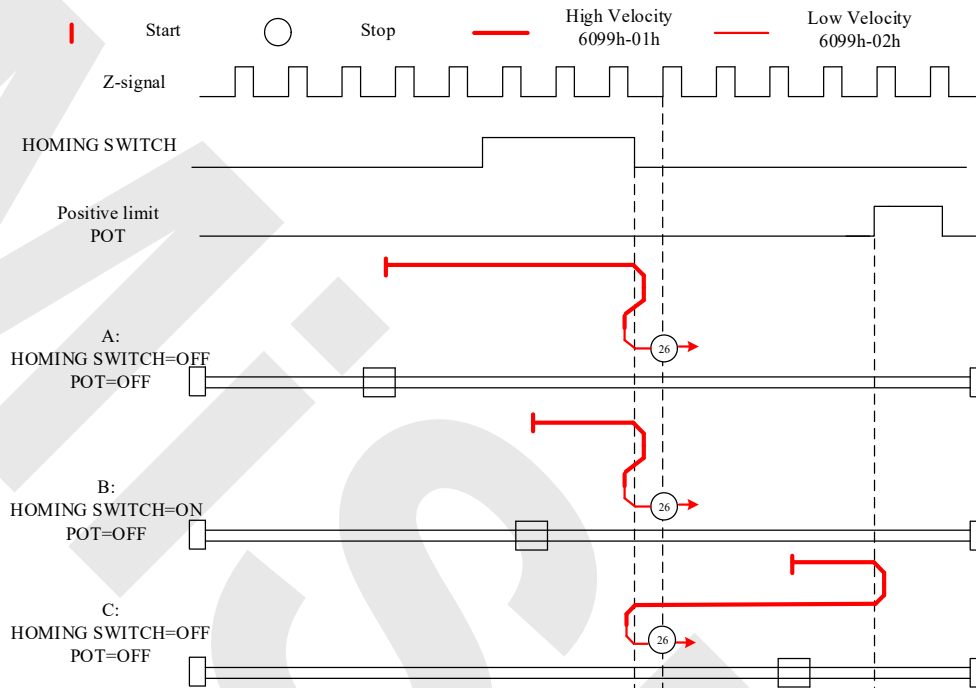 Start
Stop
High Velocity
6099h-01h
Low Velocity
6099h-02h
Z-signal
HOMING SWITCH
Positive limit
POT
A:
HOMING SWITCH=OFF
POT=OFF
26
B:
HOMING SWITCH=ON
POT=OFF
26
C:
HOMING SWITCH=OFF
POT=OFF
26